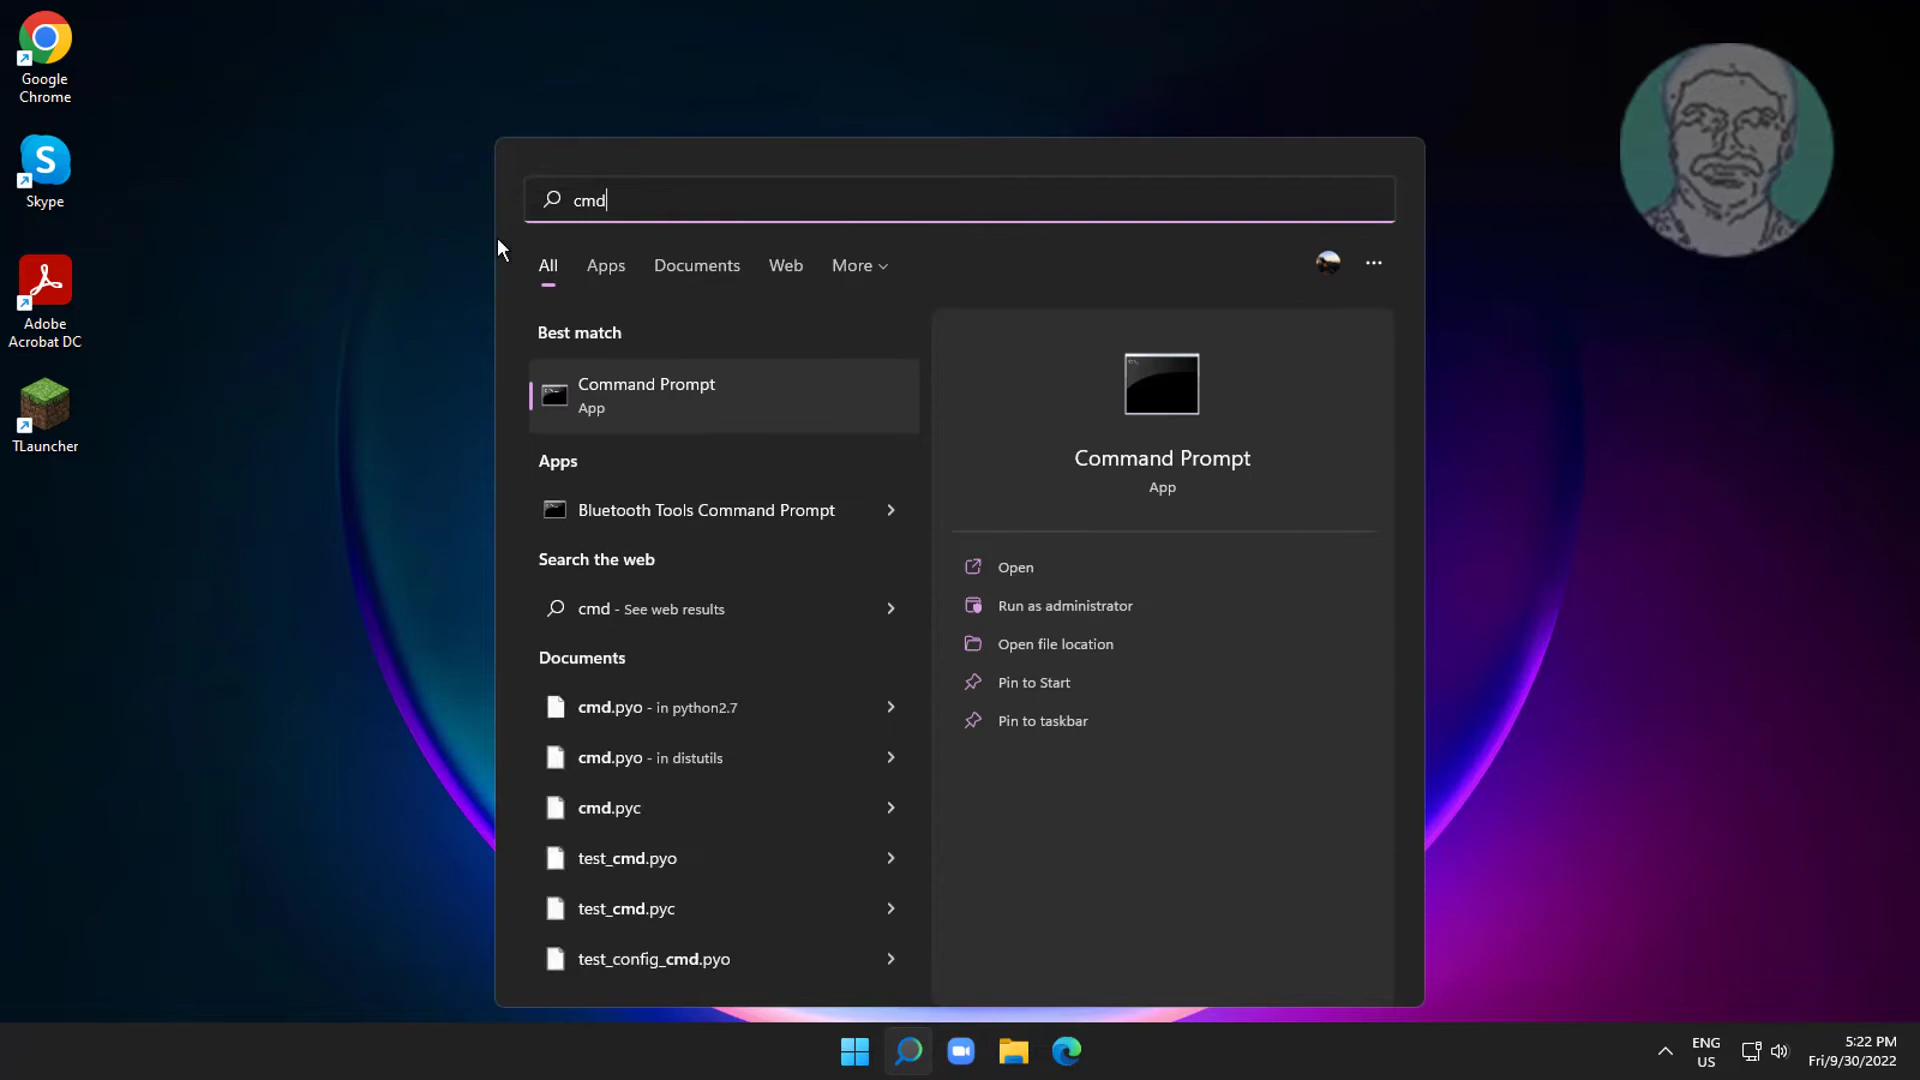 Google
Chrome
Skype
Adobe
Acrobat DC
TLauncher
cmd
All
Apps
Documents
Web
More
Best match
Command Prompt
App
Apps
Bluetooth Tools Command Prompt
Search the web
cmd - See web results
Documents
cmd.pyo - in python2.7
cmd.pyo - in distutils
cmd.pyc
test_cmd.pyo
test_cmd.pyc
test_config_cmd.pyo
Command Prompt
App
Open
Run as administrator
Open file location
Pin to Start
Pin to taskbar
ENG
US
5:22 PM
Fri/9/30/2022